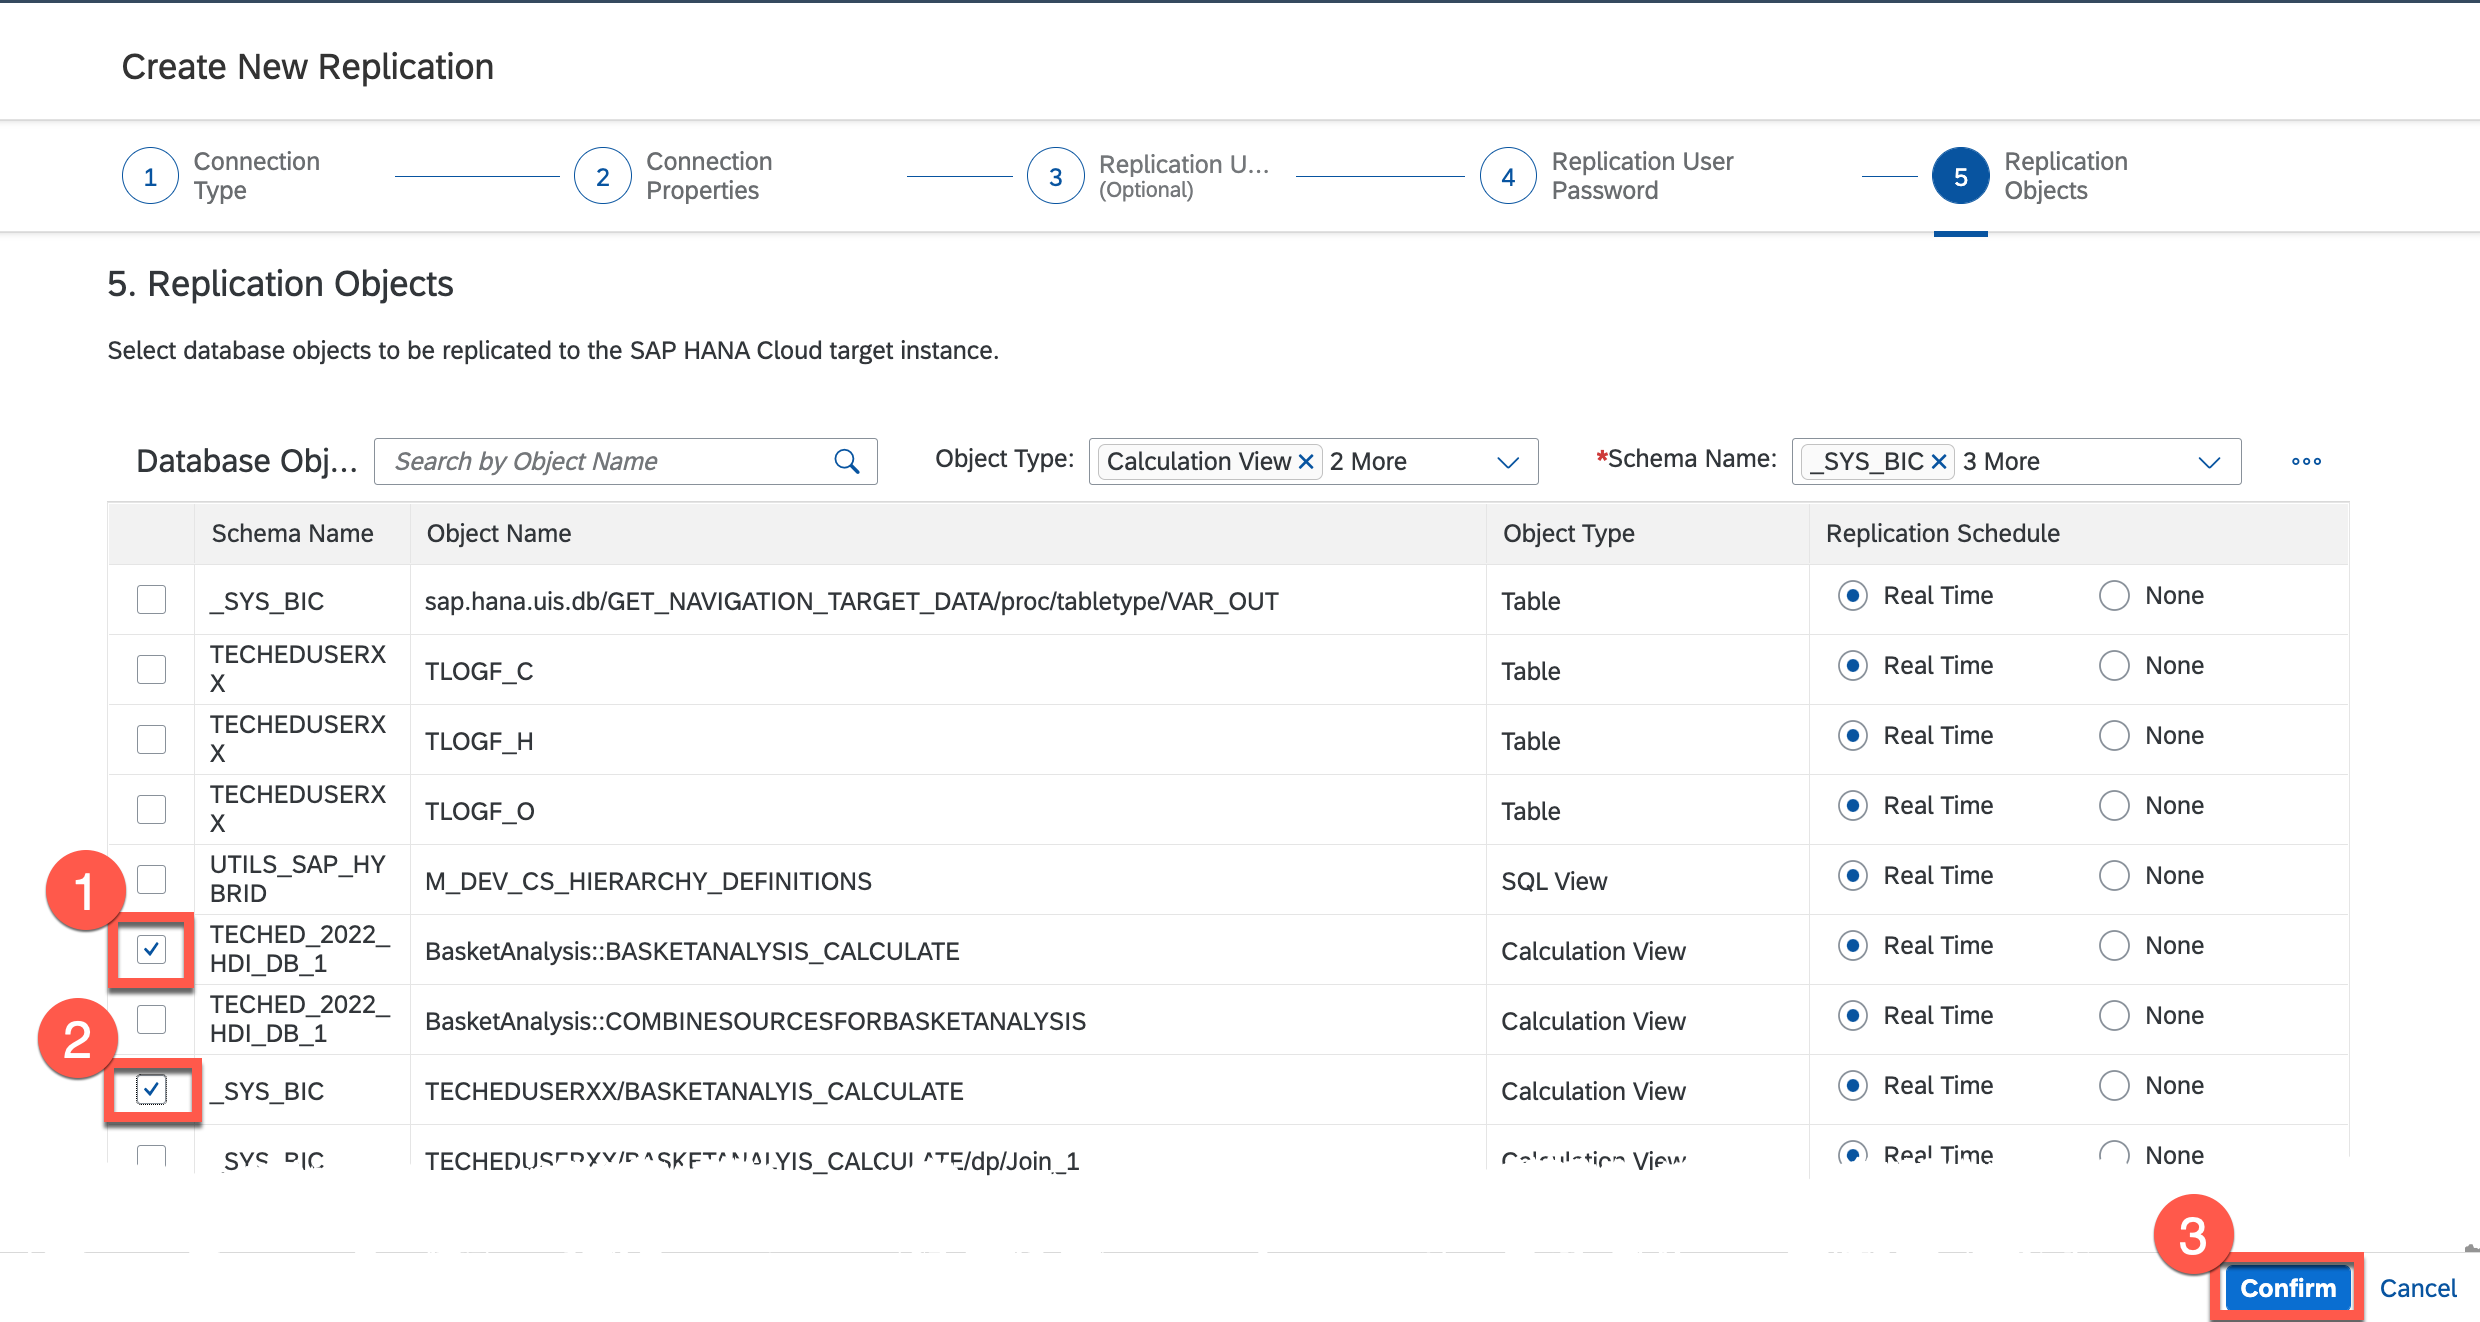 Create New Replication
1 Connection Type
2 Connection Properties
3 Replication U... (Optional)
4 Replication User Password
5 Replication Objects
5. Replication Objects
Select database objects to be replicated to the SAP HANA Cloud target instance.
Database Obj... Search by Object Name Object Type: Calculation View 2 More *Schema Name: _SYS_BIC 3 More
Schema Name Object Name Object Type Replication Schedule
_SYS_BIC sap.hana.uis.db/GET_NAVIGATION_TARGET_DATA/proc/tabletype/VAR_OUT Table Real Time None
TECHEDUSERXX TLOGF_C Table Real Time None
TECHEDUSERXX TLOGF_H Table Real Time None
TECHEDUSERXX TLOGF_O Table Real Time None
UTILS_SAP_HYBRID M_DEV_CS_HIERARCHY_DEFINITIONS SQL View Real Time None
1
TECHED_2022_HDI_DB_1 BasketAnalysis::BASKETANALYSIS_CALCULATE Calculation View Real Time None
TECHED_2022_HDI_DB_1 BasketAnalysis::COMBINESOURCESFORBASKETANALYSIS Calculation View Real Time None
2
_SYS_BIC TECHEDUSERXX/BASKETANALYIS_CALCULATE Calculation View Real Time None
_SYS_BIC TECHEDUSERXX/BASKETANALYIS_CALCULATE/dp/Join_1 Calculation View Real Time None
3
Confirm Cancel